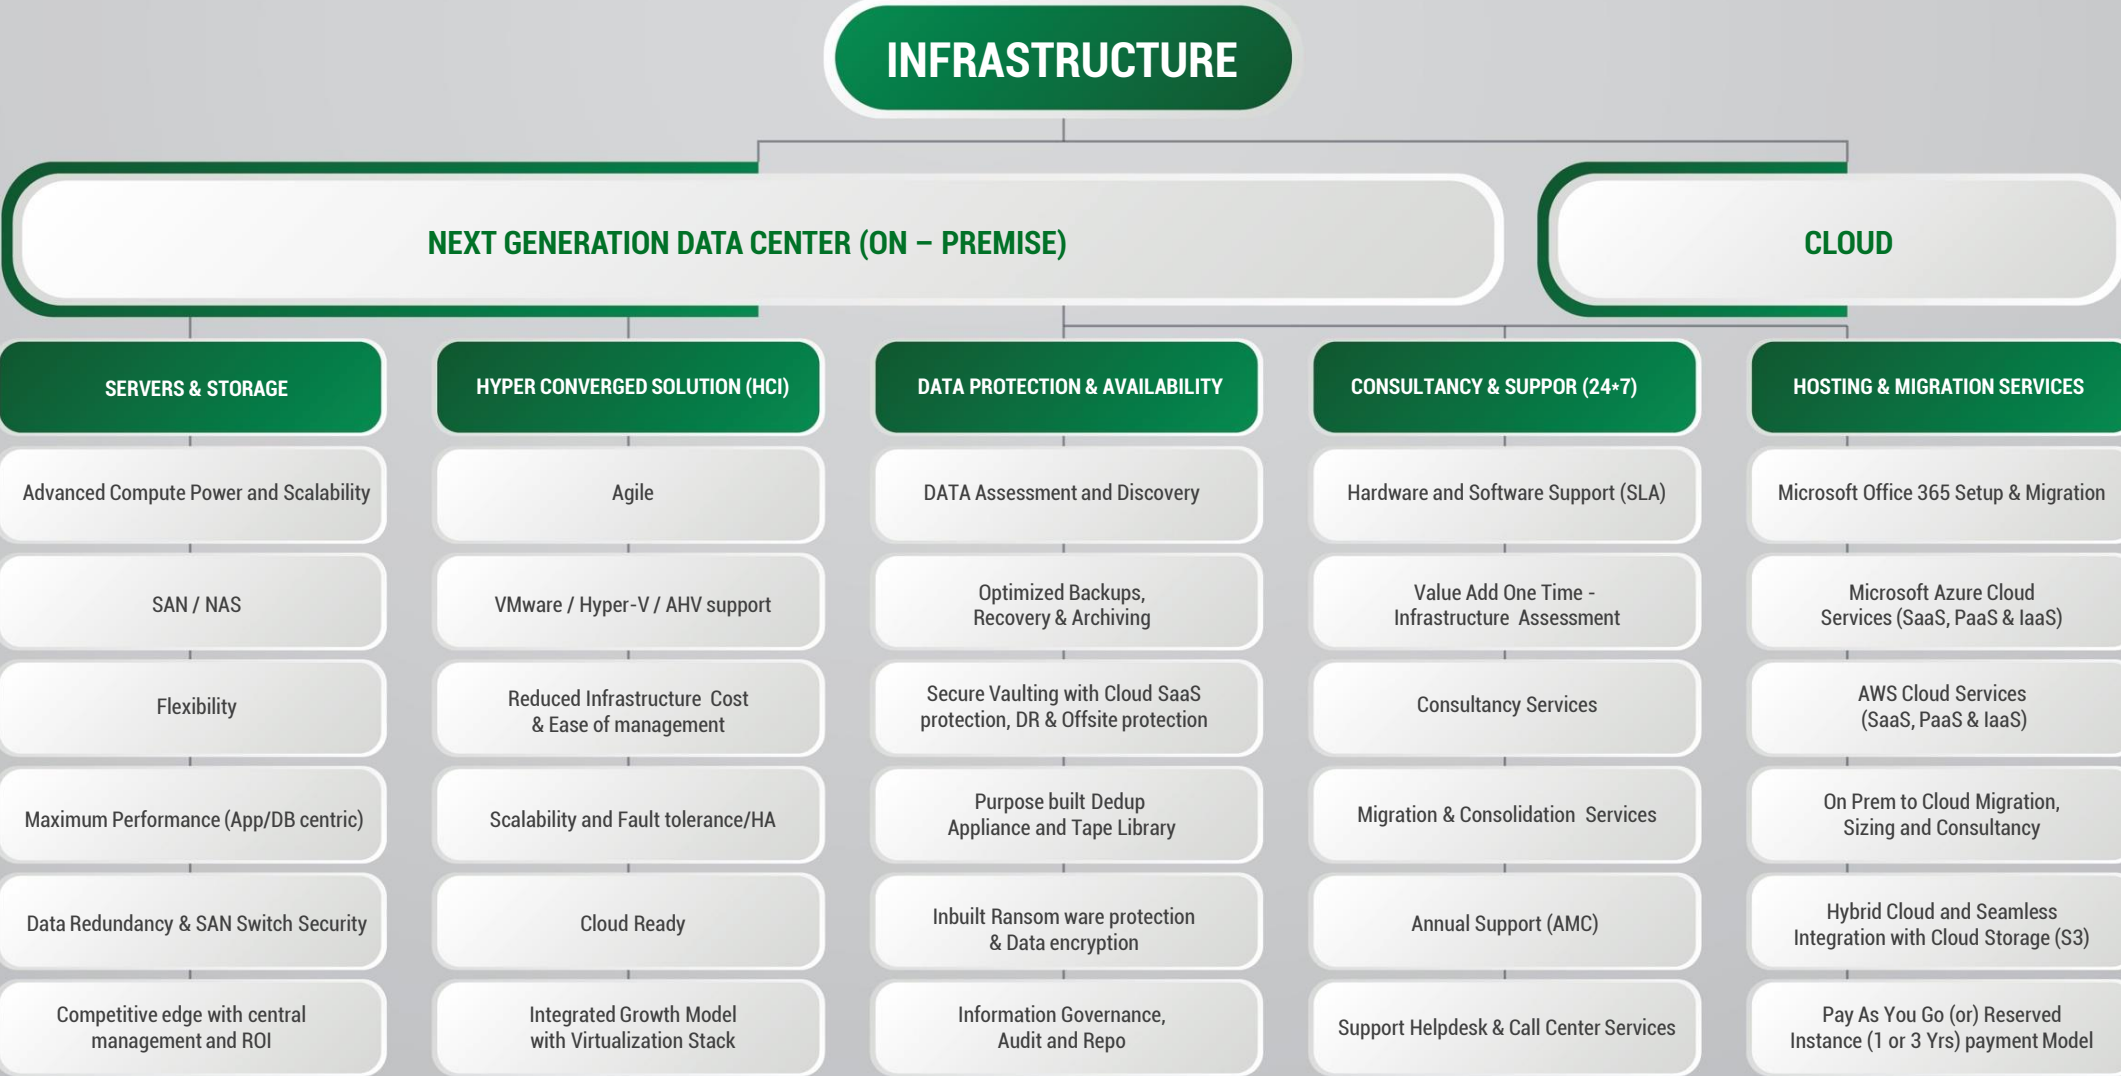 INFRASTRUCTURE
NEXT GENERATION DATA CENTER (ON – PREMISE)
CLOUD
SERVERS & STORAGE
Advanced Compute Power and Scalability
SAN / NAS
Flexibility
Maximum Performance (App/DB centric)
Data Redundancy & SAN Switch Security
Competitive edge with central
management and ROI
HYPER CONVERGED SOLUTION (HCI)
Agile
VMware / Hyper-V / AHV support
Reduced Infrastructure Cost
& Ease of management
Scalability and Fault tolerance/HA
Cloud Ready
Integrated Growth Model
with Virtualization Stack
DATA PROTECTION & AVAILABILITY
DATA Assessment and Discovery
Optimized Backups,
Recovery & Archiving
Secure Vaulting with Cloud SaaS
protection, DR & Offsite protection
Purpose built Dedup
Appliance and Tape Library
Inbuilt Ransom ware protection
& Data encryption
Information Governance,
Audit and Repo
CONSULTANCY & SUPPOR (24*7)
Hardware and Software Support (SLA)
Value Add One Time -
Infrastructure Assessment
Consultancy Services
Migration & Consolidation Services
Annual Support (AMC)
Support Helpdesk & Call Center Services
HOSTING & MIGRATION SERVICES
Microsoft Office 365 Setup & Migration
Microsoft Azure Cloud
Services (SaaS, PaaS & IaaS)
AWS Cloud Services
(SaaS, PaaS & IaaS)
On Prem to Cloud Migration,
Sizing and Consultancy
Hybrid Cloud and Seamless
Integration with Cloud Storage (S3)
Pay As You Go (or) Reserved
Instance (1 or 3 Yrs) payment Model